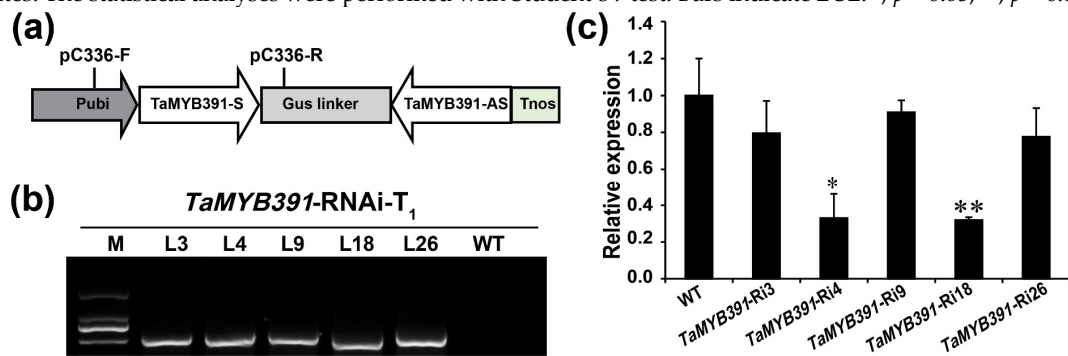 (a)
pC336-F
pC336-R
Pubi
TaMYB391-S
Gus linker
TaMYB391-AS
Tnos
(b)
TaMYB391-RNAi-T1
M L3 L4 L9 L18 L26 WT
(c)
Relative expression
1.4
1.2
1.0
0.8
0.6
0.4
0.2
0.0
*
**
WT
TaMYB391-Ri3
TaMYB391-Ri4
TaMYB391-Ri9
TaMYB391-Ri18
TaMYB391-Ri26